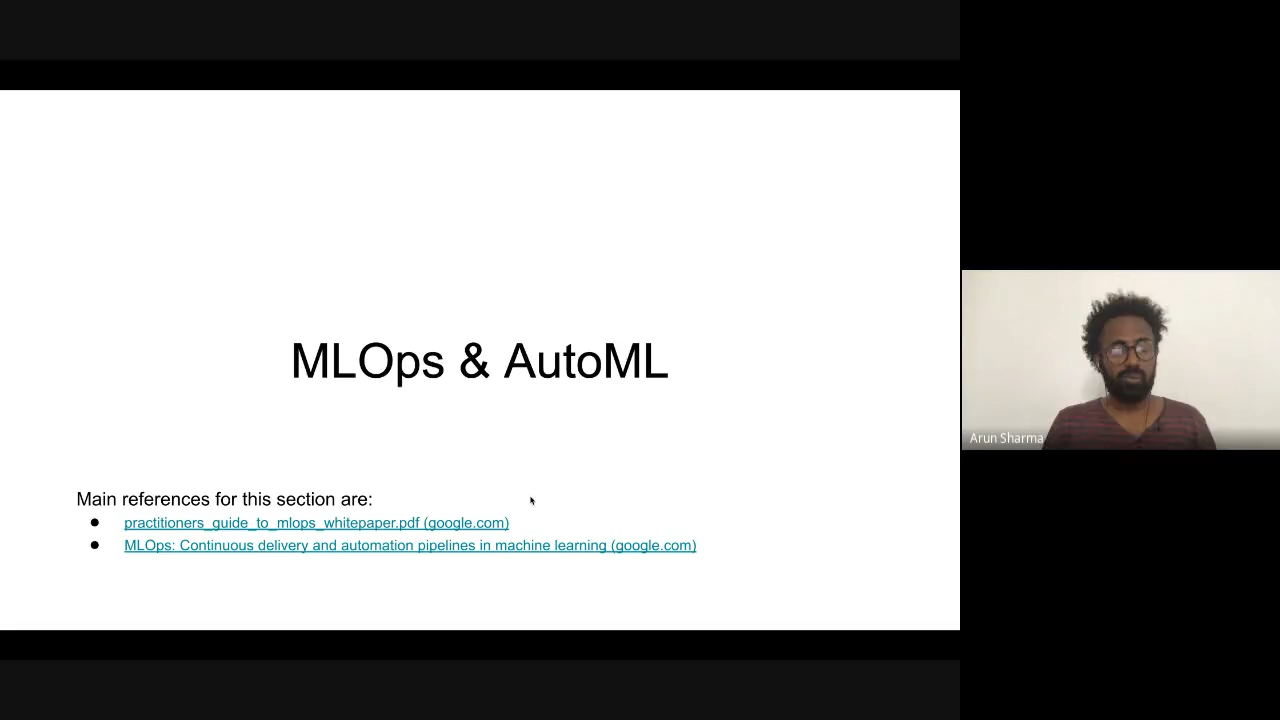 MLOps & AutoML
Main references for this section are:
● practitioners_guide_to_mlops_whitepaper.pdf (google.com)
● MLOps: Continuous delivery and automation pipelines in machine learning (google.com)
Arun Sharma